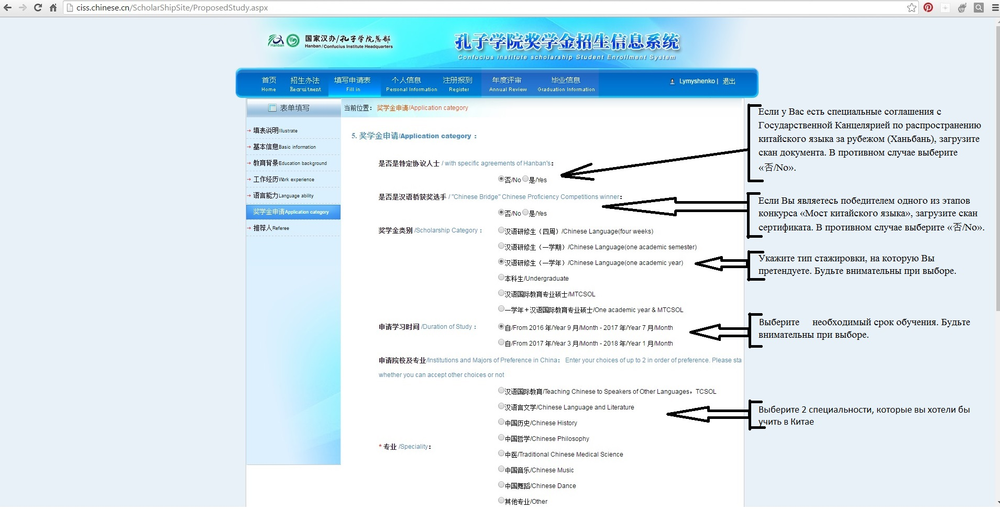 ciss.chinese.cn/ScholarShipSite/ProposedStudy.aspx
Hanban
国家汉办/孔子学院总部
Hanban/Confucius Institute Headquarters
孔子学院奖学金招生信息系统
Confucius institute scholarship Student Enrollment System
首页 招生办法 填写申请表 个人信息 注册报到 年度评审 毕业信息
Home Recruitment Fill in Personal Information Register Annual Review Graduation Information
Lymyshenko | 退出
表单填写
当前位置： 奖学金申请/Application category
填表说明Illustrate
基本信息Basic information
教育背景Education background
工作经历Work experience
语言能力Language ability
奖学金申请Application category
推荐人Referee
5. 奖学金申请/Application category：
是否是特定协议人士 / with specific agreements of Hanban's：
否/No 是/Yes
是否是汉语桥获奖选手 / "Chinese Bridge" Chinese Proficiency Competitions winner：
否/No 是/Yes
奖学金类别 /Scholarship Category：
汉语研修生（四周）/Chinese Language(four weeks)
汉语研修生（一学期）/Chinese Language(one academic semester)
汉语研修生（一学年）/Chinese Language(one academic year)
本科生/Undergraduate
汉语国际教育专业硕士/MTCSOL
一学年＋汉语国际教育专业硕士/One academic year & MTCSOL
申请学习时间 /Duration of Study：
自/From 2016 年/Year 9 月/Month - 2017 年/Year 7 月/Month
自/From 2017 年/Year 3 月/Month - 2018 年/Year 1 月/Month
申请院校及专业/Institutions and Majors of Preference in China： Enter your choices of up to 2 in order of preference. Please sta
whether you can accept other choices or not
* 专业 /Speciality：
汉语国际教育/Teaching Chinese to Speakers of Other Languages，TCSOL
汉语言文学/Chinese Language and Literature
中国历史/Chinese History
中国哲学/Chinese Philosophy
中医/Traditional Chinese Medical Science
中国音乐/Chinese Music
中国舞蹈/Chinese Dance
其他专业/Other
Если у Вас есть специальные соглашения с
Государственной Канцелярией по распространению
китайского языка за рубежом (Ханьбань), загрузите
скан документа. В противном случае выберите
«否/No».
Если Вы являетесь победителем одного из этапов
конкурса «Мост китайского языка», загрузите скан
сертификата. В противном случае выберите «否/No».
Укажите тип стажировки, на которую Вы
претендуете. Будьте внимательны при выборе.
Выберите необходимый срок обучения. Будьте
внимательны при выборе.
Выберите 2 специальности, которые вы хотели бы
учить в Китае